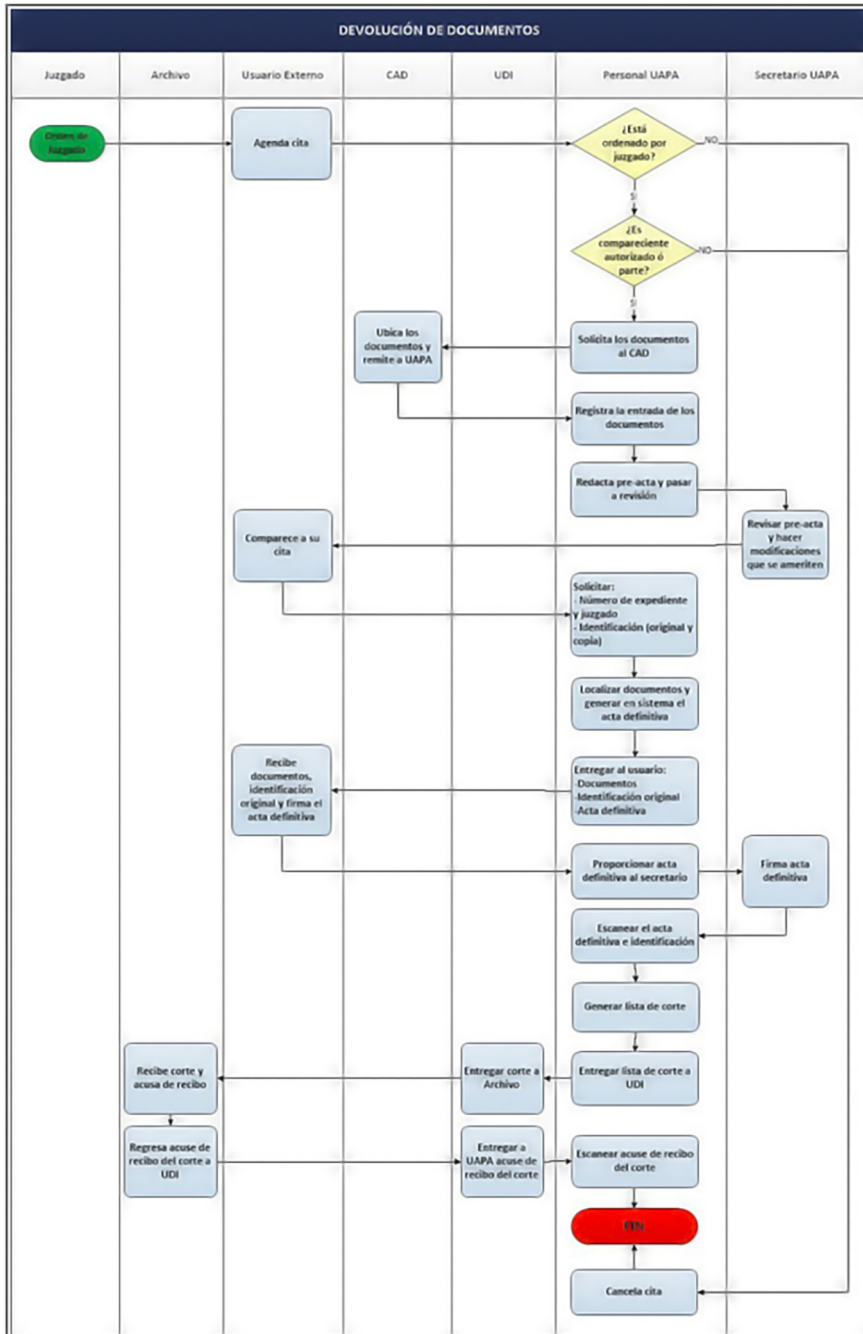 DEVOLUCIÓN DE DOCUMENTOS
Juzgado
Archivo
Usuario Externo
CAD
UDI
Personal UAPA
Secretario UAPA
Orden de
Juzgado
Agenda cita
¿Está
ordenado por
juzgado?
NO
SI
¿Es
compareciente
autorizado ó
parte?
NO
SI
Ubica los
documentos y
remite a UAPA
Solicita los documentos
al CAD
Registra la entrada de los
documentos
Redacta pre-acta y pasar
a revisión
Revisar pre-acta
y hacer
modificaciones
que se ameriten
Comparece a su
cita
Solicitar:
- Número de expediente
y juzgado
- Identificación (original y
copia)
Localizar documentos y
generar en sistema el
acta definitiva
Recibe
documentos,
identificación
original y firma el
acta definitiva
Entregar al usuario:
-Documentos
-Identificación original
-Acta definitiva
Proporcionar acta
definitiva al secretario
Firma acta
definitiva
Escanear el acta
definitiva e identificación
Generar lista de corte
Recibe corte y
acusa de recibo
Entregar corte a
Archivo
Entregar lista de corte a
UDI
Regresa acuse de
recibo del corte a
UDI
Entregar a
UAPA acuse de
recibo del corte
Escanear acuse de recibo
del corte
FIN
Cancela cita